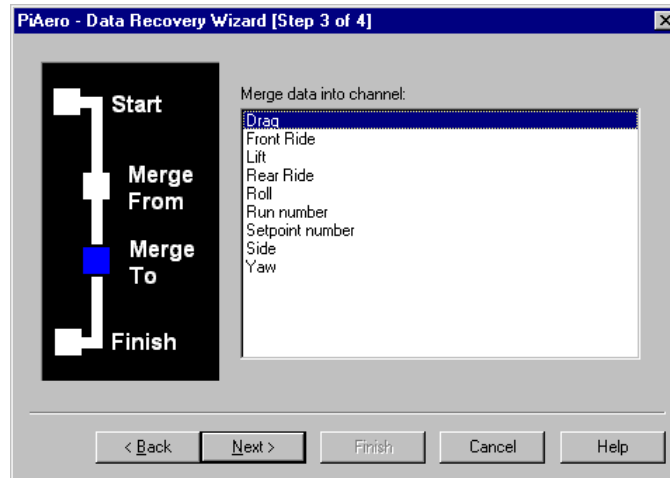 PiAero - Data Recovery Wizard [Step 3 of 4]
Start
Merge
From
Merge
To
Finish
Merge data into channel:
Drag
Front Ride
Lift
Rear Ride
Roll
Run number
Setpoint number
Side
Yaw
< Back
Next >
Finish
Cancel
Help